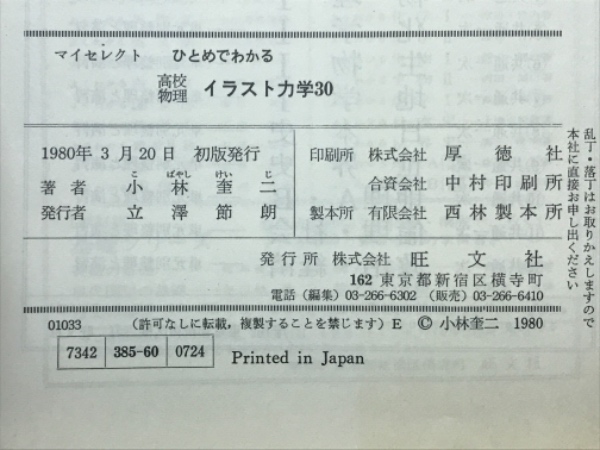 マイセレクト ひとめでわかる
高校物理 イラスト力学30
1980年 3月20日 初版発行
こ ばやし けい じ
著者 小林奎二
発行者 立澤節朗
印刷所 株式会社 厚徳社
合資会社 中村印刷所
製本所 有限会社 西林製本所
発行所 株式会社 旺文社
162 東京都新宿区横寺町
電話(編集) 03-266-6302 (販売) 03-266-6410
乱丁・落丁はお取りかえしますので
本社に直接お申し出ください
01033 (許可なしに転載,複製することを禁じます) E © 小林奎二 1980
7342 385-60 0724 Printed in Japan